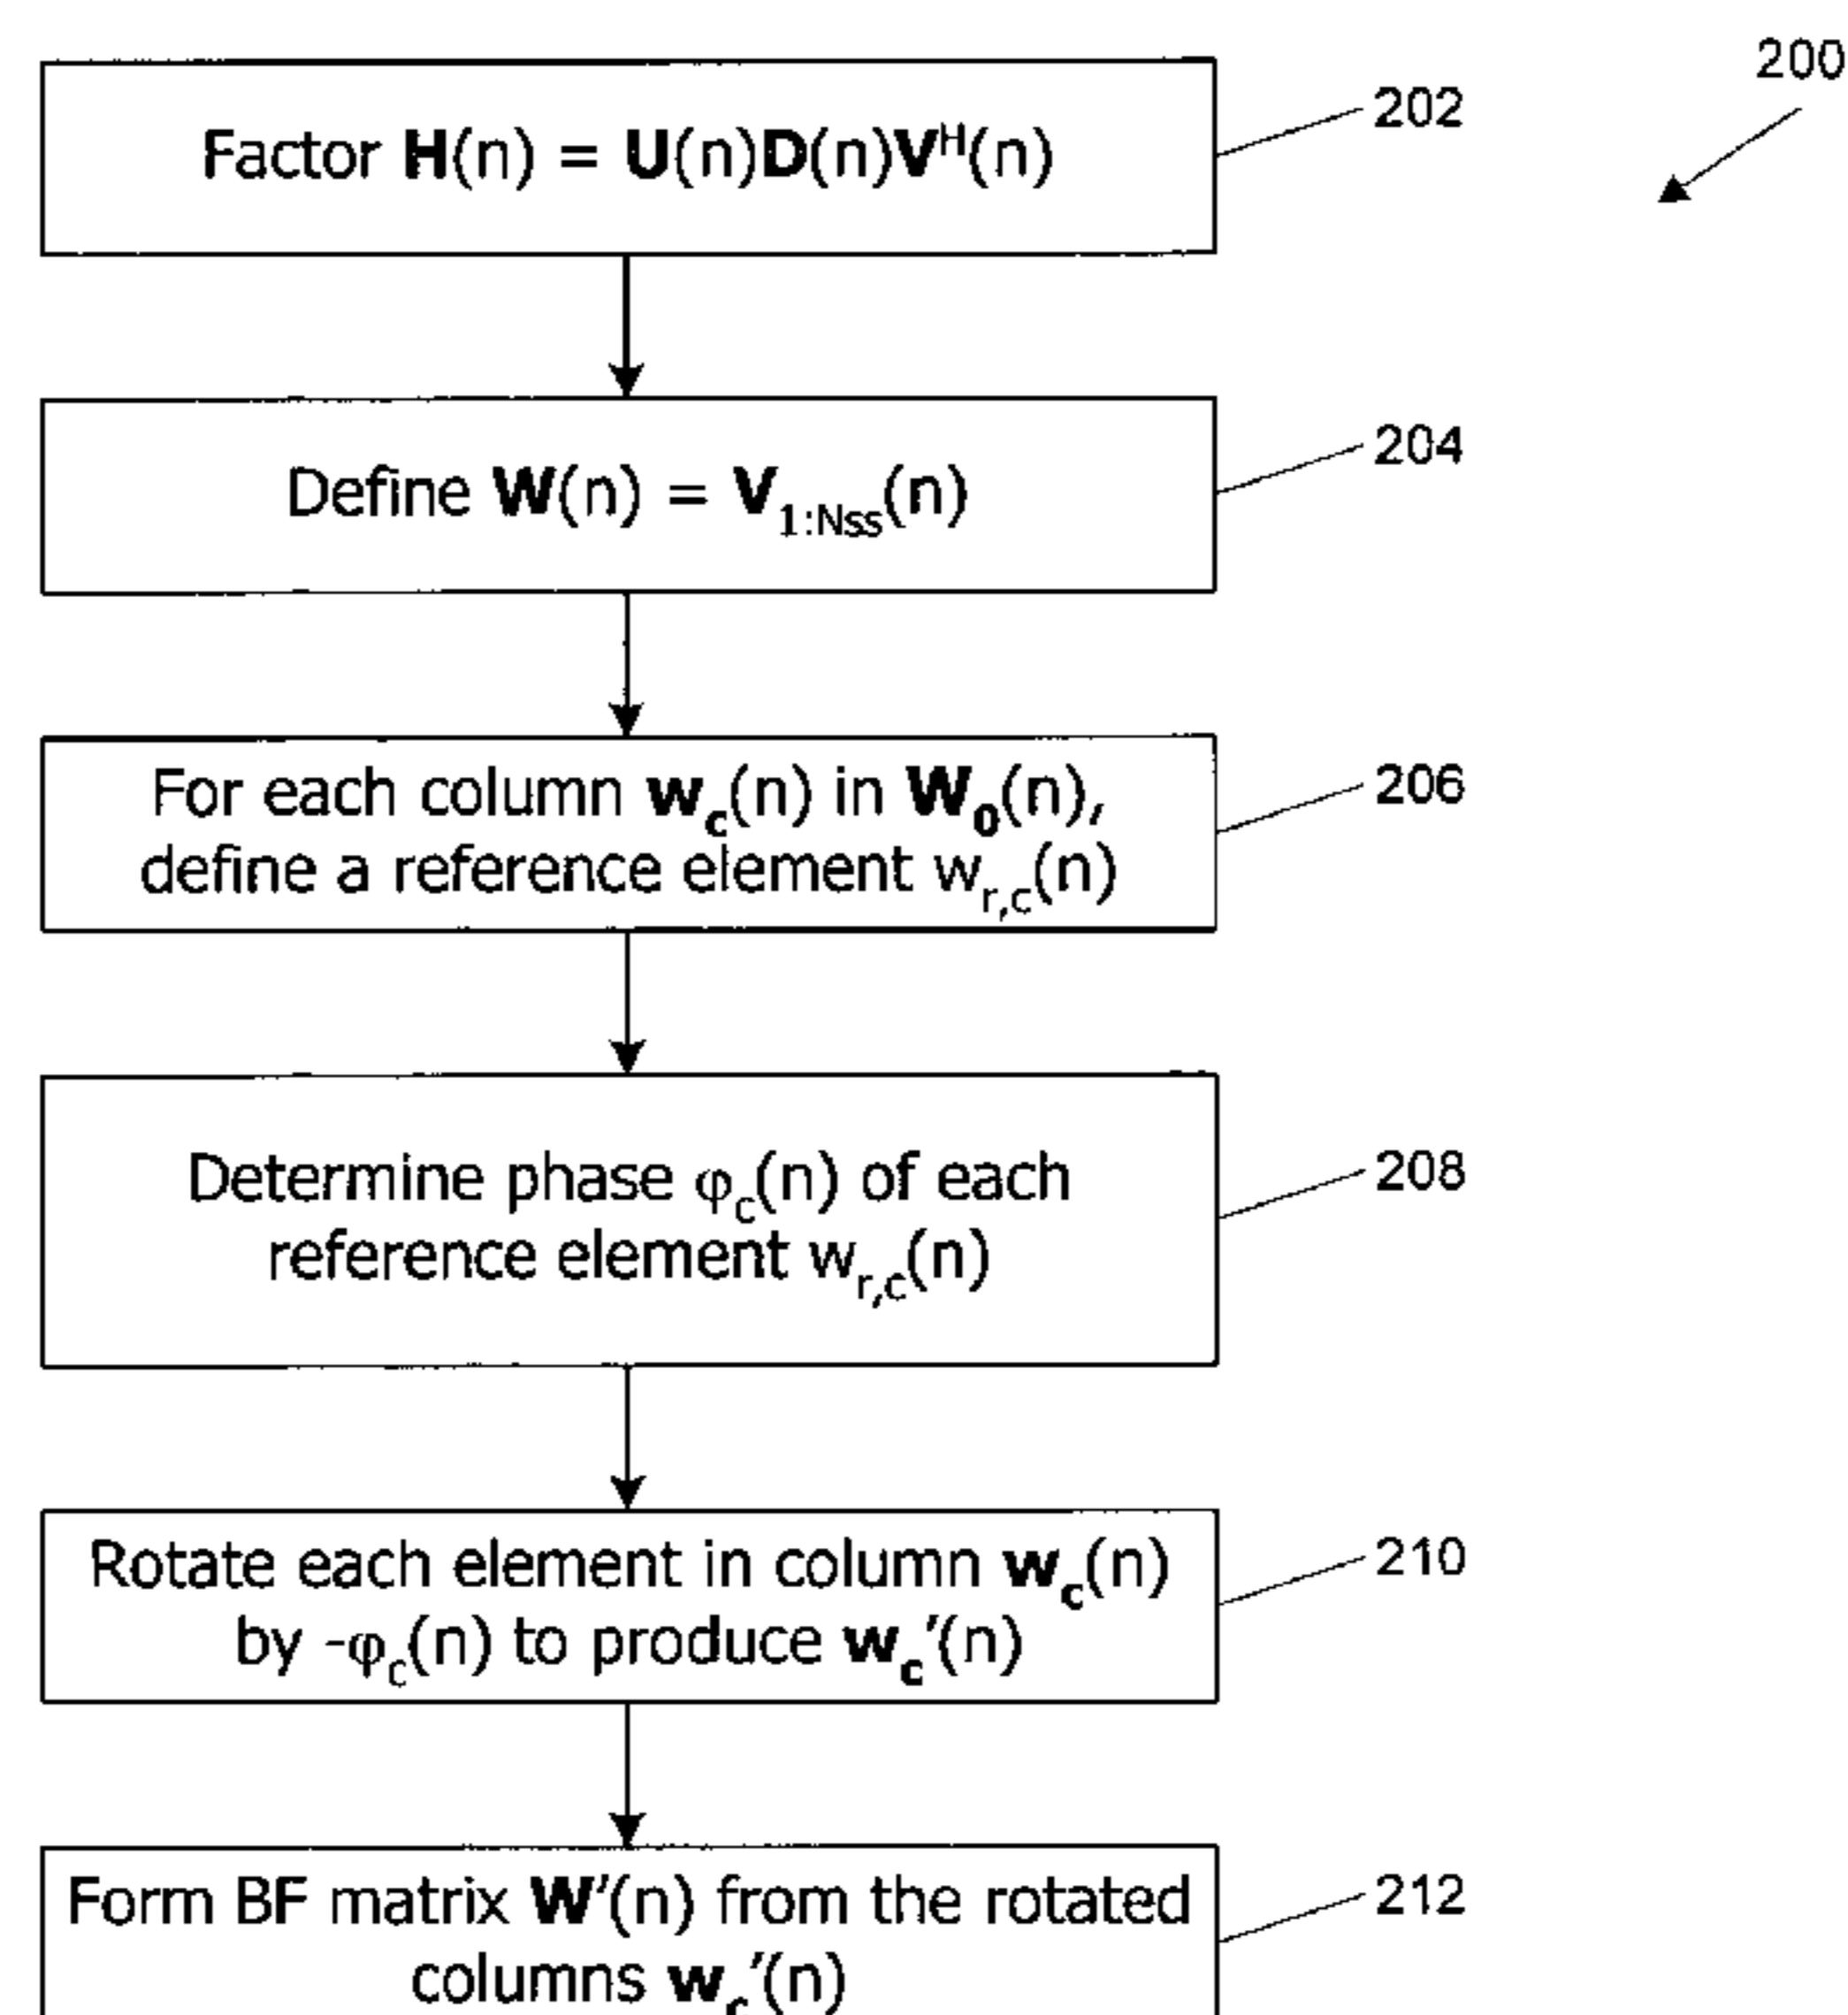 200
Factor H(n) = U(n)D(n)V^H(n)
202
Define W(n) = V_1:Nss(n)
204
For each column w_c(n) in W_0(n),
define a reference element w_r,c(n)
206
Determine phase φ_c(n) of each
reference element w_r,c(n)
208
Rotate each element in column w_c(n)
by -φ_c(n) to produce w_c'(n)
210
Form BF matrix W'(n) from the rotated
columns w_c'(n)
212